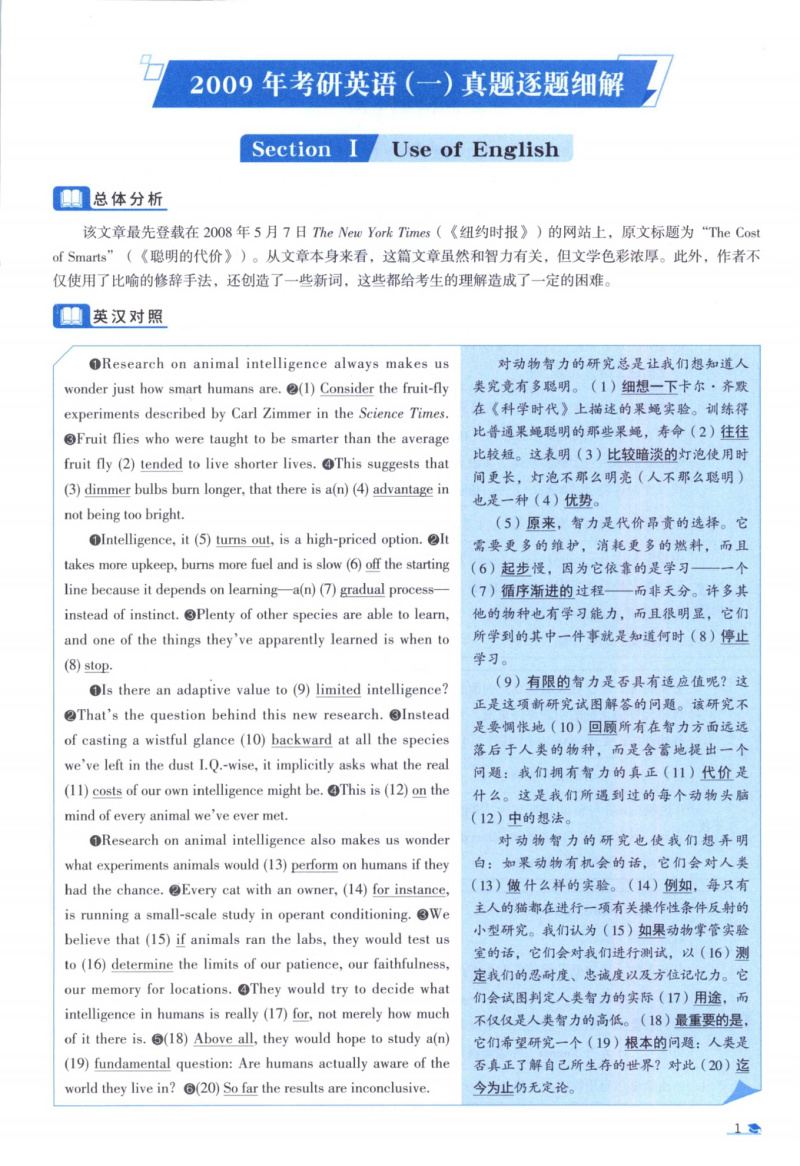 2009 年考研英语(一)真题逐题细解
Section Ⅰ Use of English
总体分析
该文章最先登载在 2008 年 5 月 7 日 The New York Times(《纽约时报》)的网站上,原文标题为“The Cost
of Smarts”(《聪明的代价》)。从文章本身来看,这篇文章虽然和智力有关,但文学色彩浓厚。此外,作者不
仅使用了比喻的修辞手法,还创造了一些新词,这些都给考生的理解造成了一定的困难。
英汉对照
❶Research on animal intelligence always makes us
wonder just how smart humans are. ❷(1) Consider the fruit-fly
experiments described by Carl Zimmer in the Science Times.
❸Fruit flies who were taught to be smarter than the average
fruit fly (2) tended to live shorter lives. ❹This suggests that
(3) dimmer bulbs burn longer, that there is a(n) (4) advantage in
not being too bright.
❶Intelligence, it (5) turns out, is a high-priced option. ❷It
takes more upkeep, burns more fuel and is slow (6) off the starting
line because it depends on learning—a(n) (7) gradual process—
instead of instinct. ❸Plenty of other species are able to learn,
and one of the things they've apparently learned is when to
(8) stop.
❶Is there an adaptive value to (9) limited intelligence?
❷That's the question behind this new research. ❸Instead
of casting a wistful glance (10) backward at all the species
we've left in the dust I.Q.-wise, it implicitly asks what the real
(11) costs of our own intelligence might be. ❹This is (12) on the
mind of every animal we've ever met.
❶Research on animal intelligence also makes us wonder
what experiments animals would (13) perform on humans if they
had the chance. ❷Every cat with an owner, (14) for instance,
is running a small-scale study in operant conditioning. ❸We
believe that (15) if animals ran the labs, they would test us
to (16) determine the limits of our patience, our faithfulness,
our memory for locations. ❹They would try to decide what
intelligence in humans is really (17) for, not merely how much
of it there is. ❺(18) Above all, they would hope to study a(n)
(19) fundamental question: Are humans actually aware of the
world they live in? ❻(20) So far the results are inconclusive.
对动物智力的研究总是让我们想知道人
类究竟有多聪明。(1)细想一下卡尔·齐默
在《科学时代》上描述的果蝇实验。训练得
比普通果蝇聪明的那些果蝇,寿命(2)往往
比较短。这表明(3)比较暗淡的灯泡使用时
间更长,灯泡不那么明亮(人不那么聪明)
也是一种(4)优势。
(5)原来,智力是代价昂贵的选择。它
需要更多的维护,消耗更多的燃料,而且
(6)起步慢,因为它依靠的是学习——一个
(7)循序渐进的过程——而非天分。许多其
他的物种也有学习能力,而且很明显,它们
所学到的其中一件事就是知道何时(8)停止
学习。
(9)有限的智力是否具有适应值呢?这
正是这项新研究试图解答的问题。该研究不
是要惆怅地(10)回顾所有在智力方面远远
落后于人类的物种,而是含蓄地提出一个
问题:我们拥有智力的真正(11)代价是
什么。这是我们所遇到过的每个动物头脑
(12)中的想法。
对动物智力的研究也使我们想弄明
白:如果动物有机会的话,它们会对人类
(13)做什么样的实验。(14)例如,每只有
主人的猫都在进行一项有关操作性条件反射的
小型研究。我们认为(15)如果动物掌管实验
室的话,它们会对我们进行测试,以(16)测
定我们的忍耐度、忠诚度以及方位记忆力。它
们会试图判定人类智力的实际(17)用途,而
不仅仅是人类智力的高低。(18)最重要的是,
它们希望研究一个(19)根本的问题:人类是
否真正了解自己所生存的世界?对此(20)迄
今为止仍无定论。
1